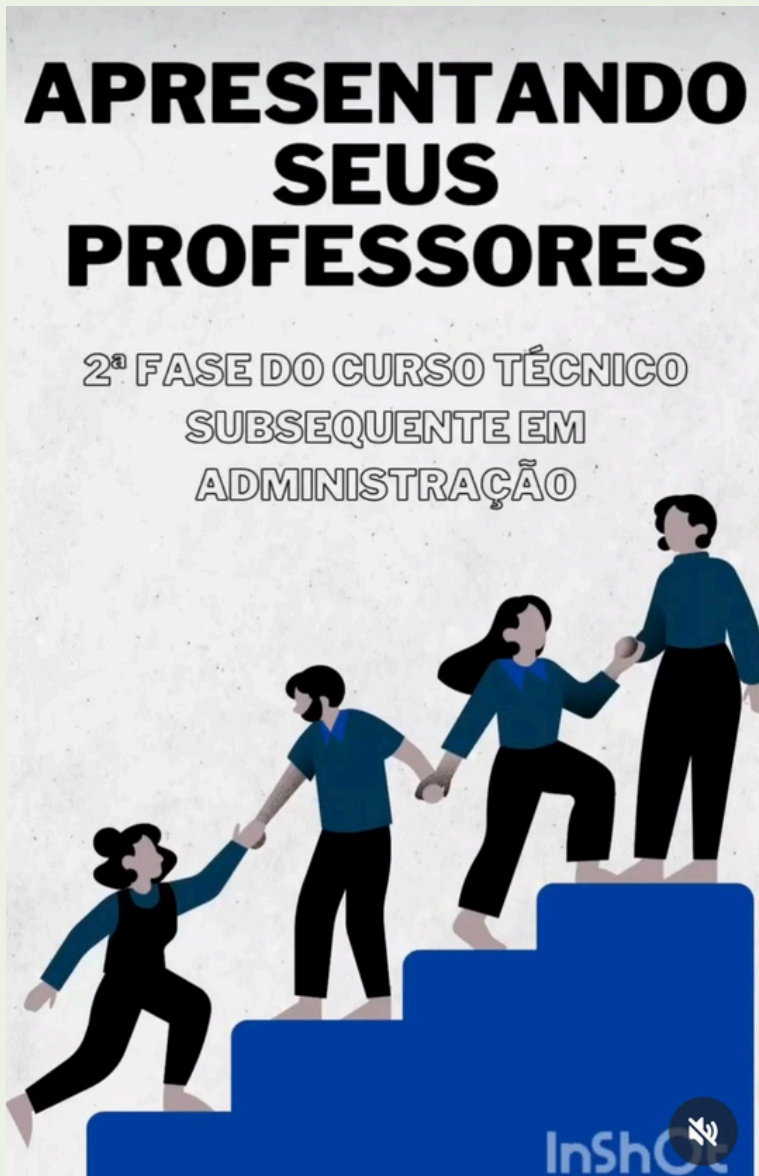 APRESENTANDO
SEUS
PROFESSORES
2ª FASE DO CURSO TÉCNICO
SUBSEQUENTE EM
ADMINISTRAÇÃO
InShOt